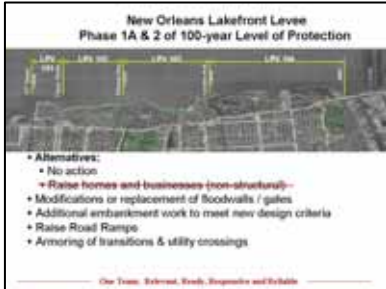 New Orleans Lakefront Levee
Phase 1A & 2 of 100-year Level of Protection
• Alternatives:
• No action
• Raise homes and businesses (non-structural)
• Modifications or replacement of floodwalls / gates
• Additional embankment work to meet new design criteria
• Raise Road Ramps
• Armoring of transitions & utility crossings
One Team: Relevant, Ready, Responsive and Reliable